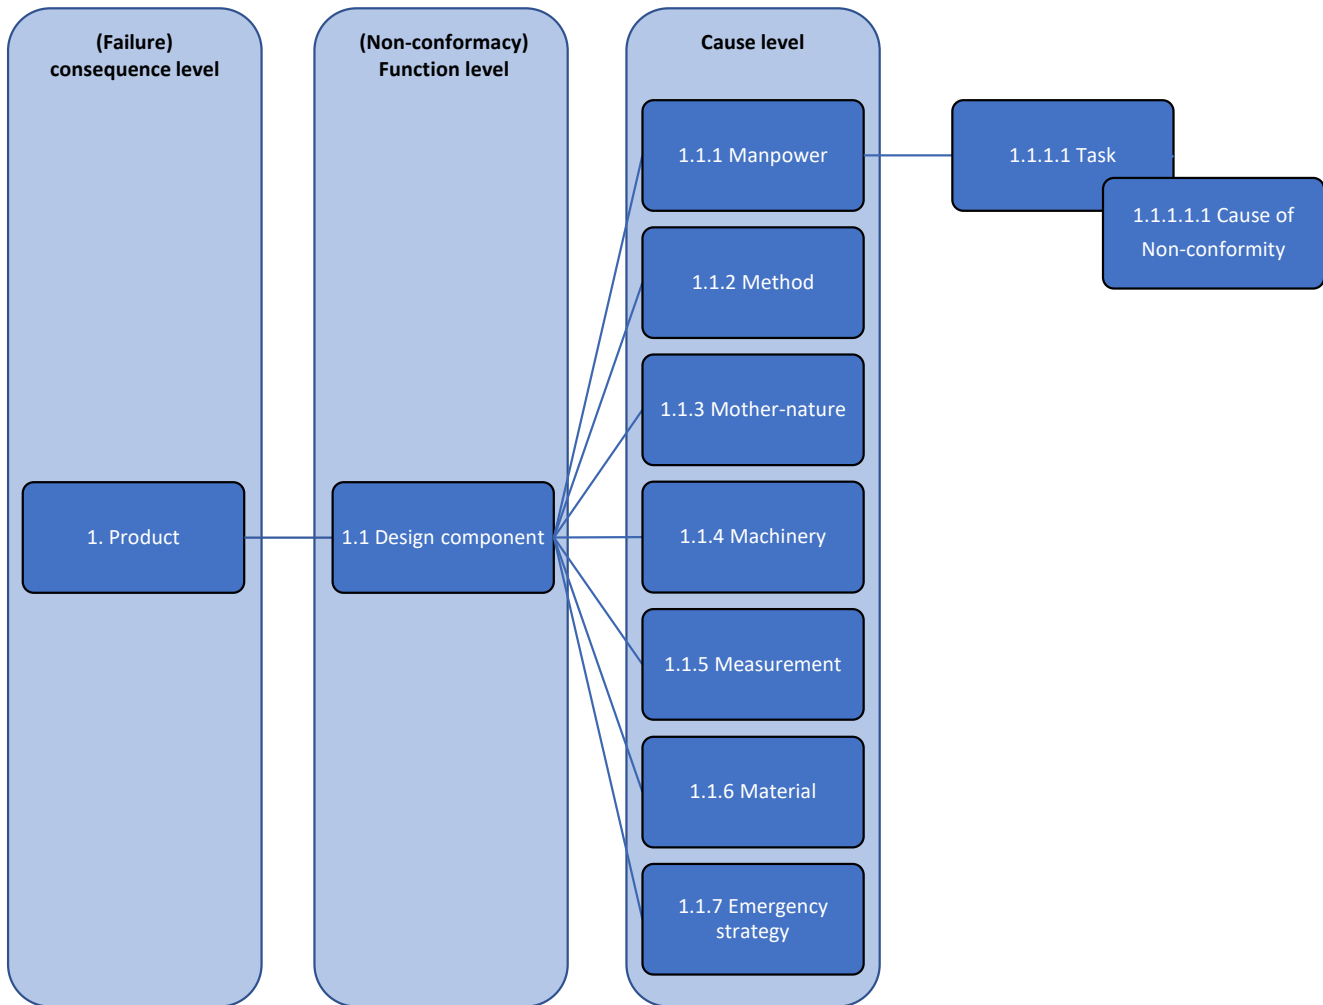 (Failure)
consequence level
(Non-conformacy)
Function level
Cause level
1.1.1 Manpower
1.1.1.1 Task
1.1.1.1.1 Cause of
Non-conformity
1.1.2 Method
1.1.3 Mother-nature
1. Product
1.1 Design component
1.1.4 Machinery
1.1.5 Measurement
1.1.6 Material
1.1.7 Emergency
strategy